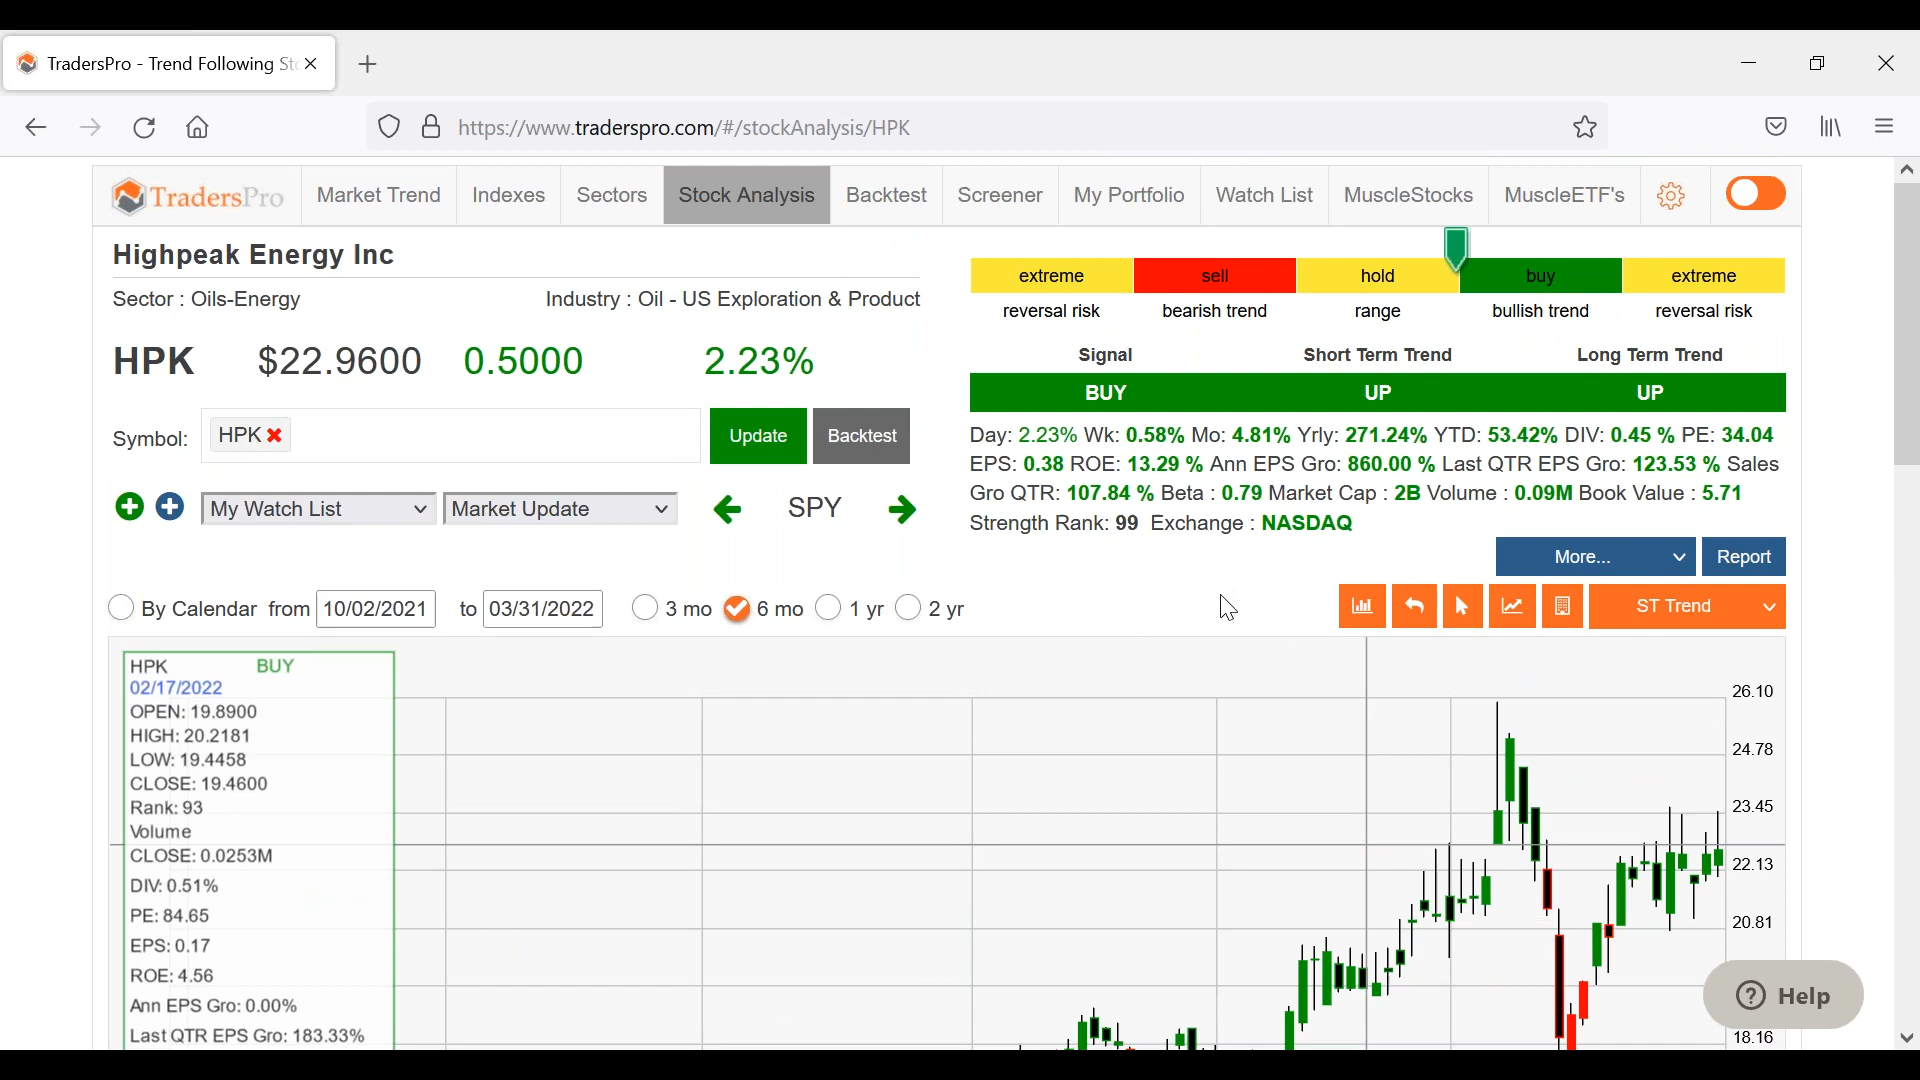 TradersPro - Trend Following Sto
https://www.traderspro.com/#/stockAnalysis/HPK
TradersPro Market Trend Indexes Sectors Stock Analysis Backtest Screener My Portfolio Watch List MuscleStocks MuscleETF's
Highpeak Energy Inc
Sector : Oils-Energy Industry : Oil - US Exploration & Product
HPK $22.9600 0.5000 2.23%
Symbol: HPK Update Backtest
My Watch List Market Update SPY
extreme sell hold buy extreme
reversal risk bearish trend range bullish trend reversal risk
Signal Short Term Trend Long Term Trend
BUY UP UP
Day: 2.23% Wk: 0.58% Mo: 4.81% Yrly: 271.24% YTD: 53.42% DIV: 0.45 % PE: 34.04
EPS: 0.38 ROE: 13.29 % Ann EPS Gro: 860.00 % Last QTR EPS Gro: 123.53 % Sales
Gro QTR: 107.84 % Beta : 0.79 Market Cap : 2B Volume : 0.09M Book Value : 5.71
Strength Rank: 99 Exchange : NASDAQ
More... Report
By Calendar from 10/02/2021 to 03/31/2022 3 mo 6 mo 1 yr 2 yr ST Trend
HPK BUY
02/17/2022
OPEN: 19.8900
HIGH: 20.2181
LOW: 19.4458
CLOSE: 19.4600
Rank: 93
Volume
CLOSE: 0.0253M
DIV: 0.51%
PE: 84.65
EPS: 0.17
ROE: 4.56
Ann EPS Gro: 0.00%
Last QTR EPS Gro: 183.33%
26.10
24.78
23.45
22.13
20.81
Help
18.16